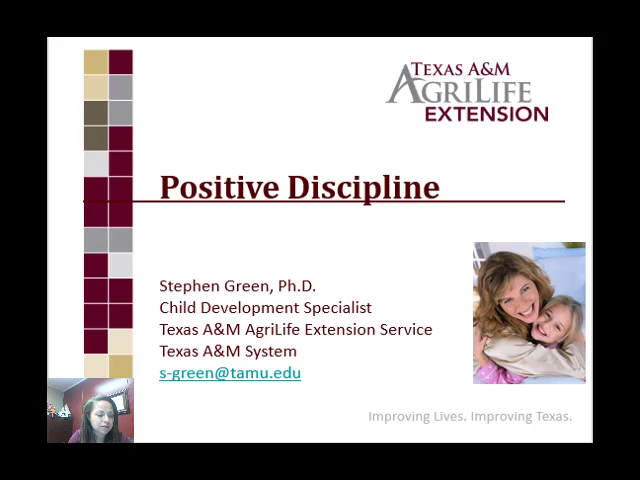 TEXAS A&M
AGRILIFE
EXTENSION
Positive Discipline
Stephen Green, Ph.D.
Child Development Specialist
Texas A&M AgriLife Extension Service
Texas A&M System
s-green@tamu.edu
Improving Lives. Improving Texas.